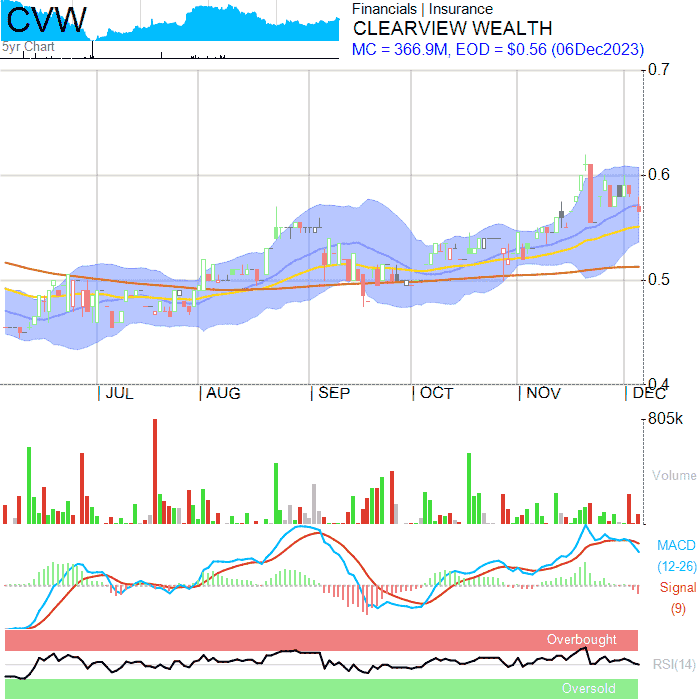 CVW
5yr Chart
Financials | Insurance
CLEARVIEW WEALTH
MC = 366.9M, EOD = $0.56 (06Dec2023)
0.7
0.6
0.5
0.4
JUL
AUG
SEP
OCT
NOV
DEC
805k
Volume
MACD
(12-26)
Signal
(9)
Overbought
RSI(14)
Oversold